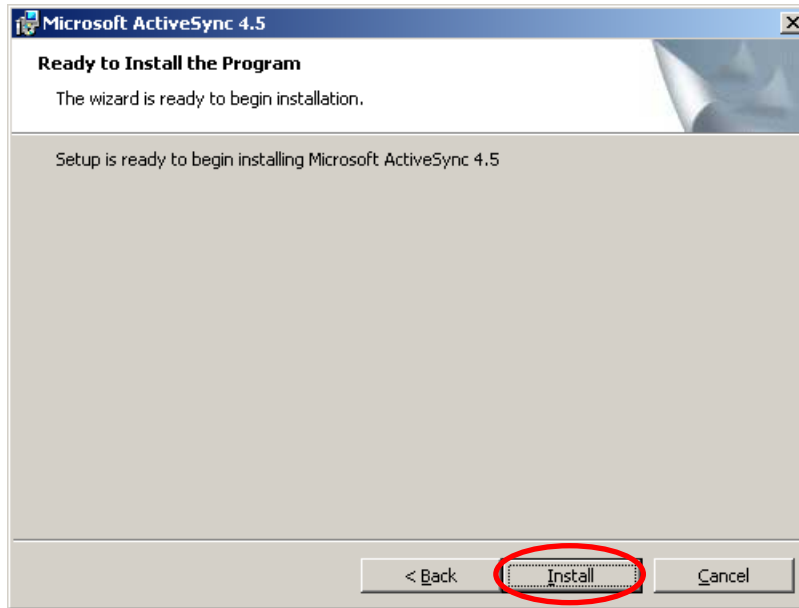 Microsoft ActiveSync 4.5
Ready to Install the Program
The wizard is ready to begin installation.
Setup is ready to begin installing Microsoft ActiveSync 4.5
< Back
Install
Cancel